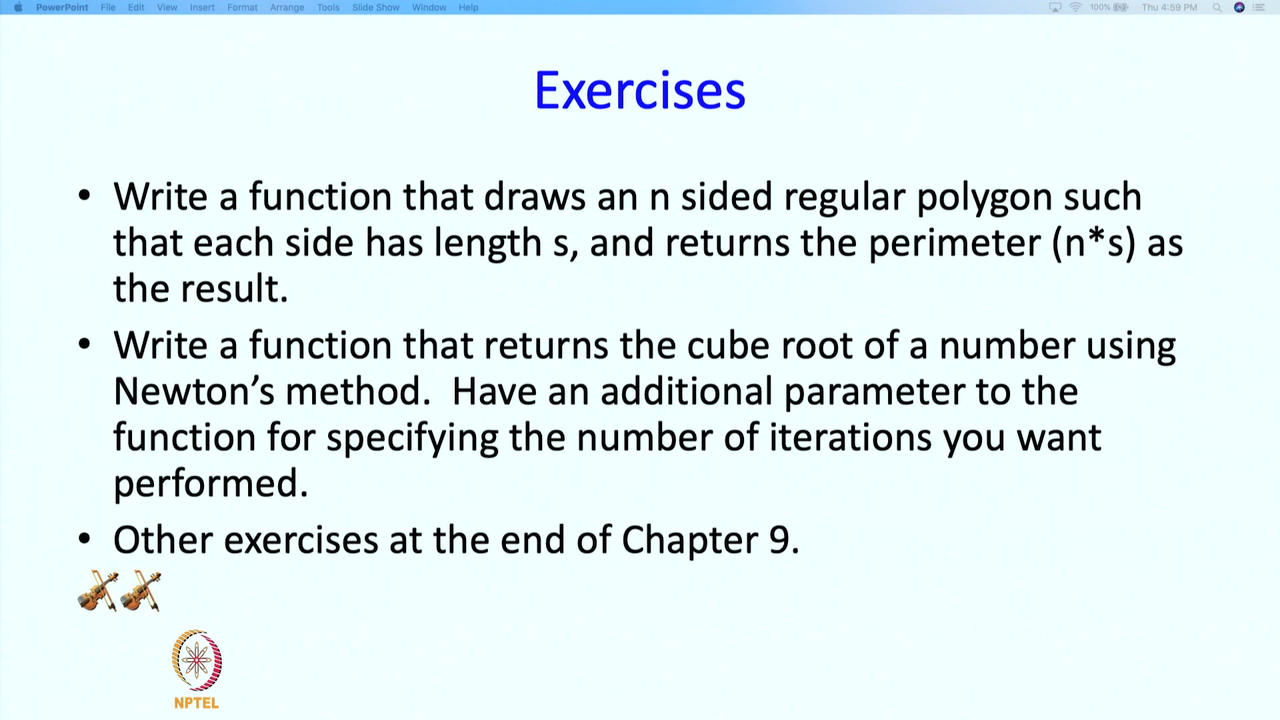 PowerPoint File Edit View Insert Format Arrange Tools Slide Show Window Help 100% Thu 4:59 PM
Exercises
• Write a function that draws an n sided regular polygon such
that each side has length s, and returns the perimeter (n*s) as
the result.
• Write a function that returns the cube root of a number using
Newton’s method.  Have an additional parameter to the
function for specifying the number of iterations you want
performed.
• Other exercises at the end of Chapter 9.
NPTEL